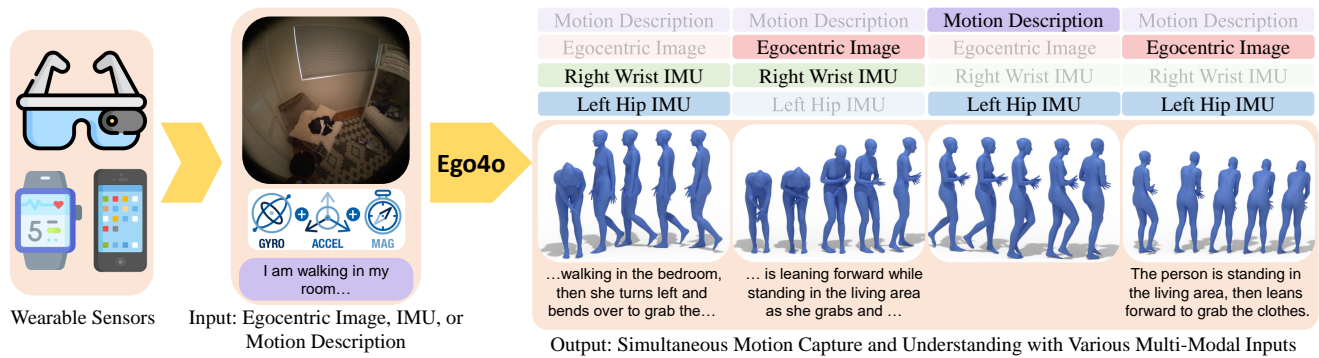 Wearable Sensors
5
GYRO
ACCEL
MAG
I am walking in my
room…
Input: Egocentric Image, IMU, or
Motion Description
Ego4o
Motion Description
Egocentric Image
Right Wrist IMU
Left Hip IMU
…walking in the bedroom,
then she turns left and
bends over to grab the…
Motion Description
Egocentric Image
Right Wrist IMU
Left Hip IMU
… is leaning forward while
standing in the living area
as she grabs and …
Motion Description
Egocentric Image
Right Wrist IMU
Left Hip IMU
Motion Description
Egocentric Image
Right Wrist IMU
Left Hip IMU
The person is standing in
the living area, then leans
forward to grab the clothes.
Output: Simultaneous Motion Capture and Understanding with Various Multi-Modal Inputs